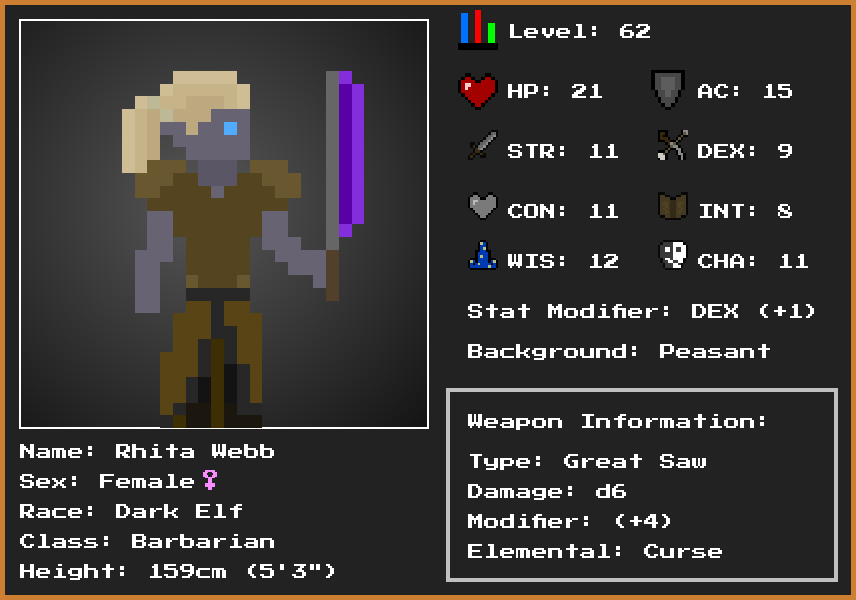 Level: 62
HP: 21
AC: 15
STR: 11
DEX: 9
CON: 11
INT: 8
WIS: 12
CHA: 11
Stat Modifier: DEX (+1)
Background: Peasant
Weapon Information:
Type: Great Saw
Damage: d6
Modifier: (+4)
Elemental: Curse
Name: Rhita Webb
Sex: Female♀
Race: Dark Elf
Class: Barbarian
Height: 159cm (5'3")